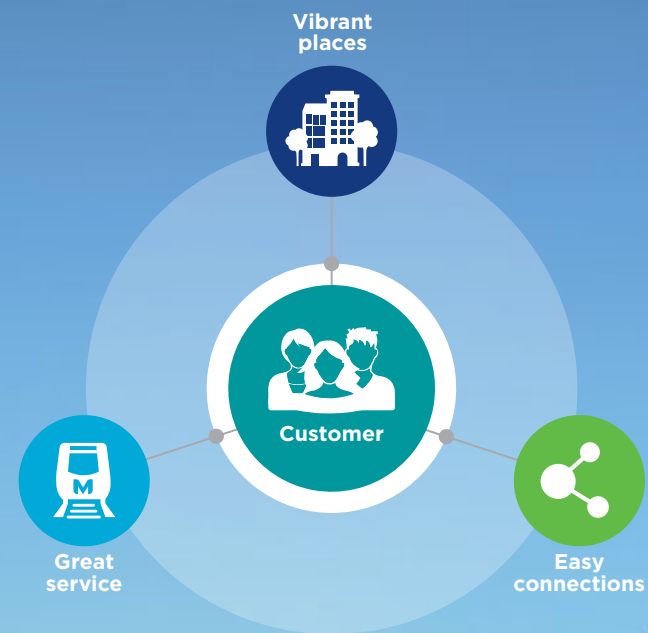 Vibrant
places
Customer
M
Great
service
Easy
connections